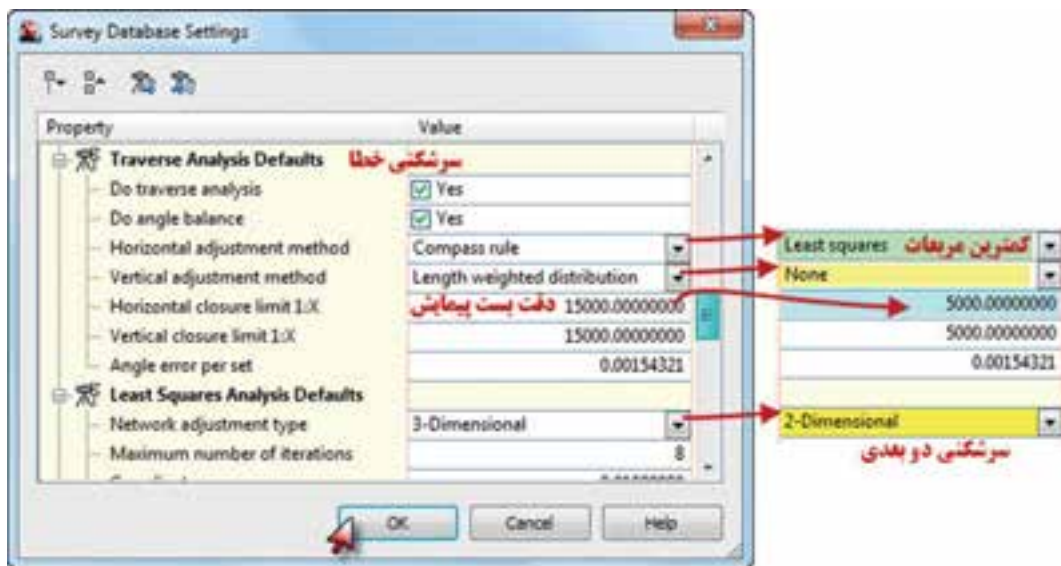 Survey Database Settings
Property Value
Traverse Analysis Defaults سرشکنی خطا
Do traverse analysis Yes
Do angle balance Yes
Horizontal adjustment method Compass rule Least squares کمترین مربعات
Vertical adjustment method Length weighted distribution None
Horizontal closure limit 1:X دقت بست پیمایش 15000.00000000 5000.00000000
Vertical closure limit 1:X 15000.00000000 5000.00000000
Angle error per set 0.00154321 0.00154321
Least Squares Analysis Defaults
Network adjustment type 3-Dimensional 2-Dimensional
سرشکنی دو بعدی
Maximum number of iterations 8
OK Cancel Help